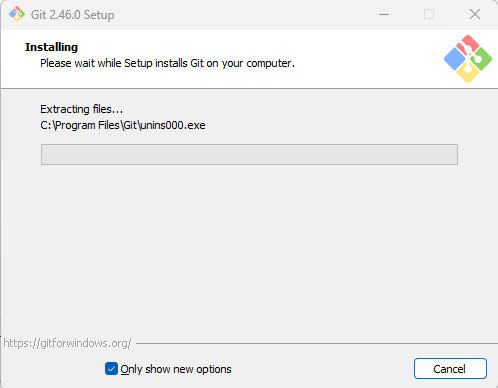 Git 2.46.0 Setup
Installing
Please wait while Setup installs Git on your computer.
Extracting files...
C:\Program Files\Git\unins000.exe
https://gitforwindows.org/
Only show new options
Cancel